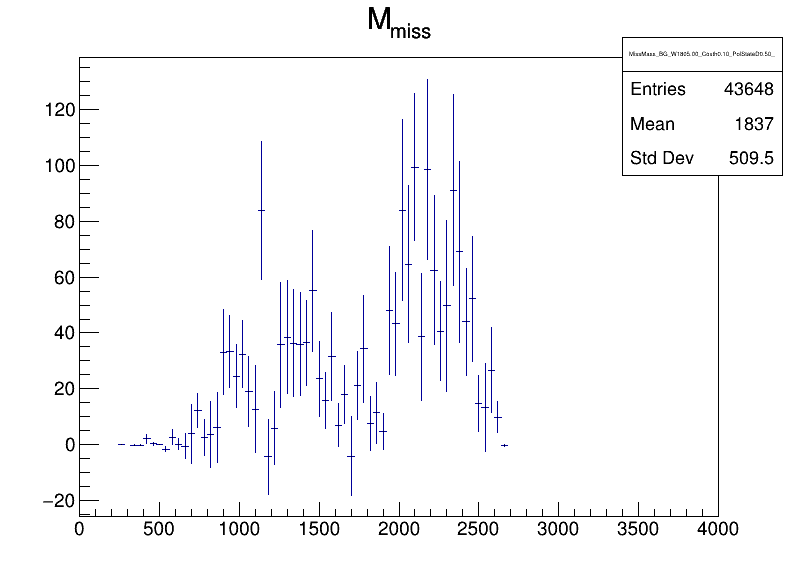 M_miss
MissMass_BG_W1805.00_Costh0.10_PolStateD0.50_
Entries 43648
Mean 1837
Std Dev 509.5
120
100
80
60
40
20
0
−20
0 500 1000 1500 2000 2500 3000 3500 4000